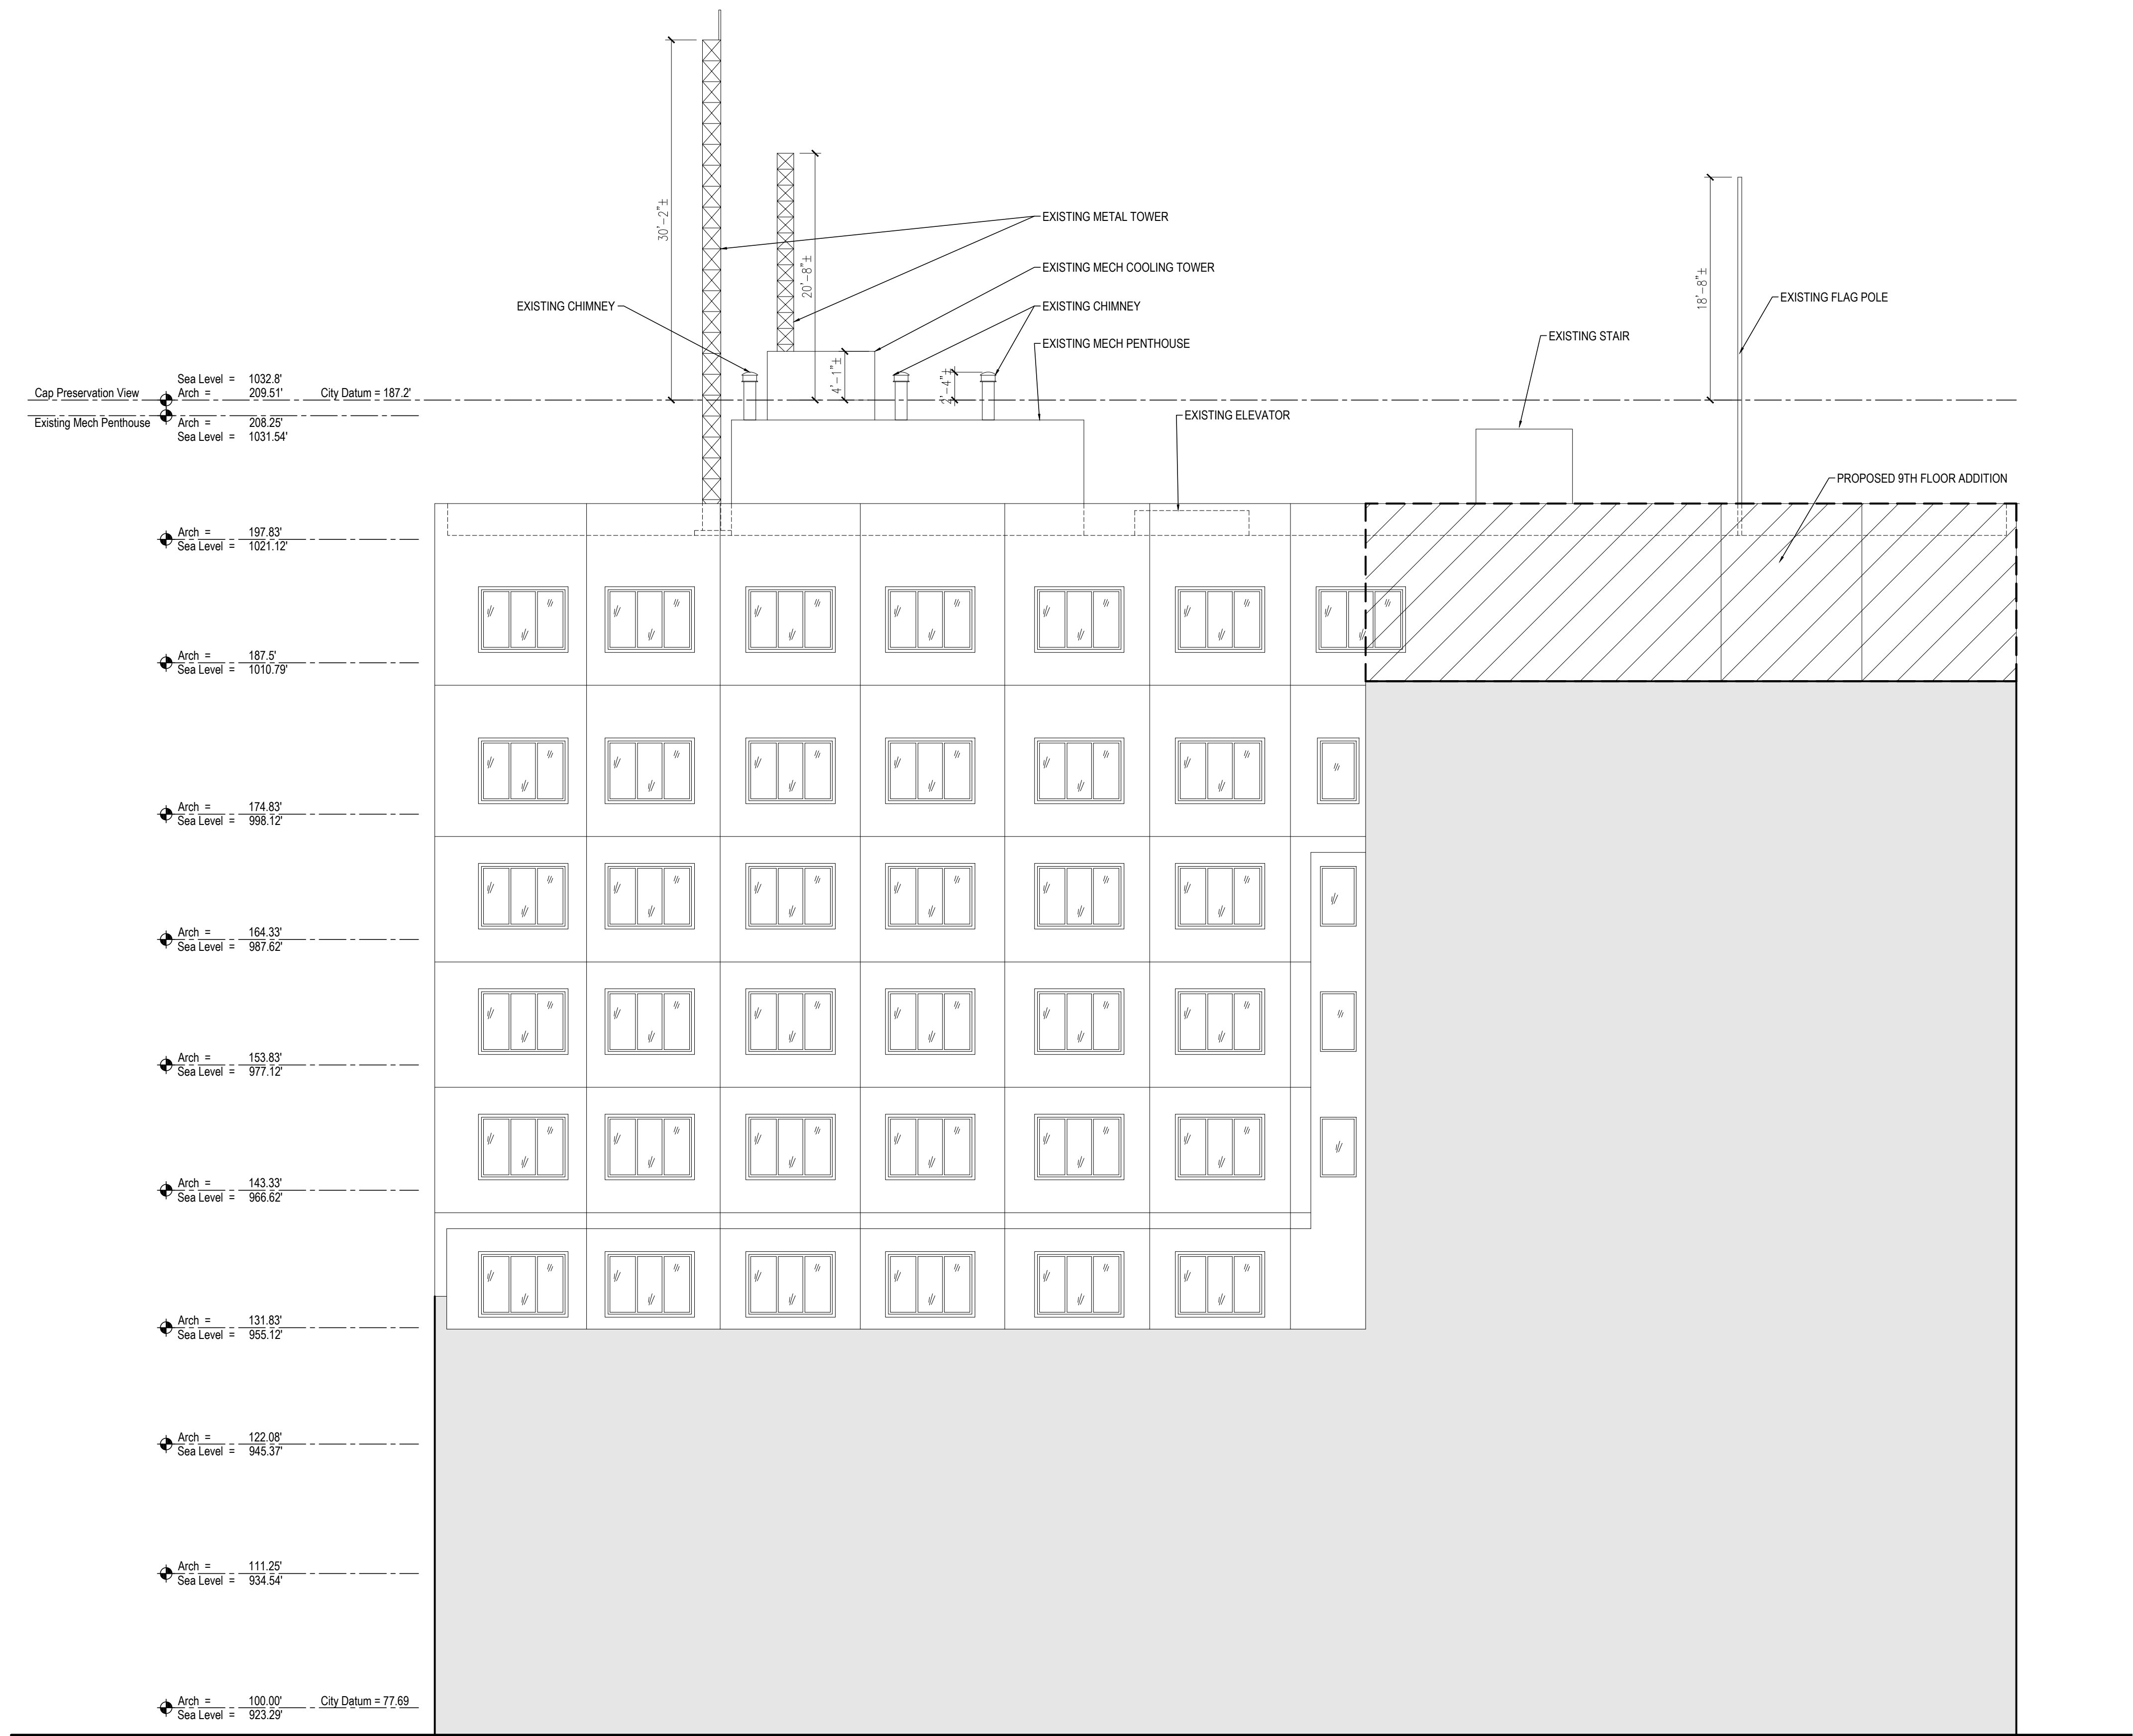 30'-2"±
EXISTING METAL TOWER
20'-8"±
EXISTING MECH COOLING TOWER
18'-8"±
EXISTING FLAG POLE
EXISTING CHIMNEY
EXISTING CHIMNEY
EXISTING STAIR
EXISTING MECH PENTHOUSE
4'-1"±
2'-4"±
Sea Level = 1032.8'
Cap Preservation View Arch = 209.51' City Datum = 187.2'
Existing Mech Penthouse Arch = 208.25'
Sea Level = 1031.54'
EXISTING ELEVATOR
PROPOSED 9TH FLOOR ADDITION
Arch = 197.83'
Sea Level = 1021.12'
Arch = 187.5'
Sea Level = 1010.79'
Arch = 174.83'
Sea Level = 998.12'
Arch = 164.33'
Sea Level = 987.62'
Arch = 153.83'
Sea Level = 977.12'
Arch = 143.33'
Sea Level = 966.62'
Arch = 131.83'
Sea Level = 955.12'
Arch = 122.08'
Sea Level = 945.37'
Arch = 111.25'
Sea Level = 934.54'
Arch = 100.00' City Datum = 77.69
Sea Level = 923.29'